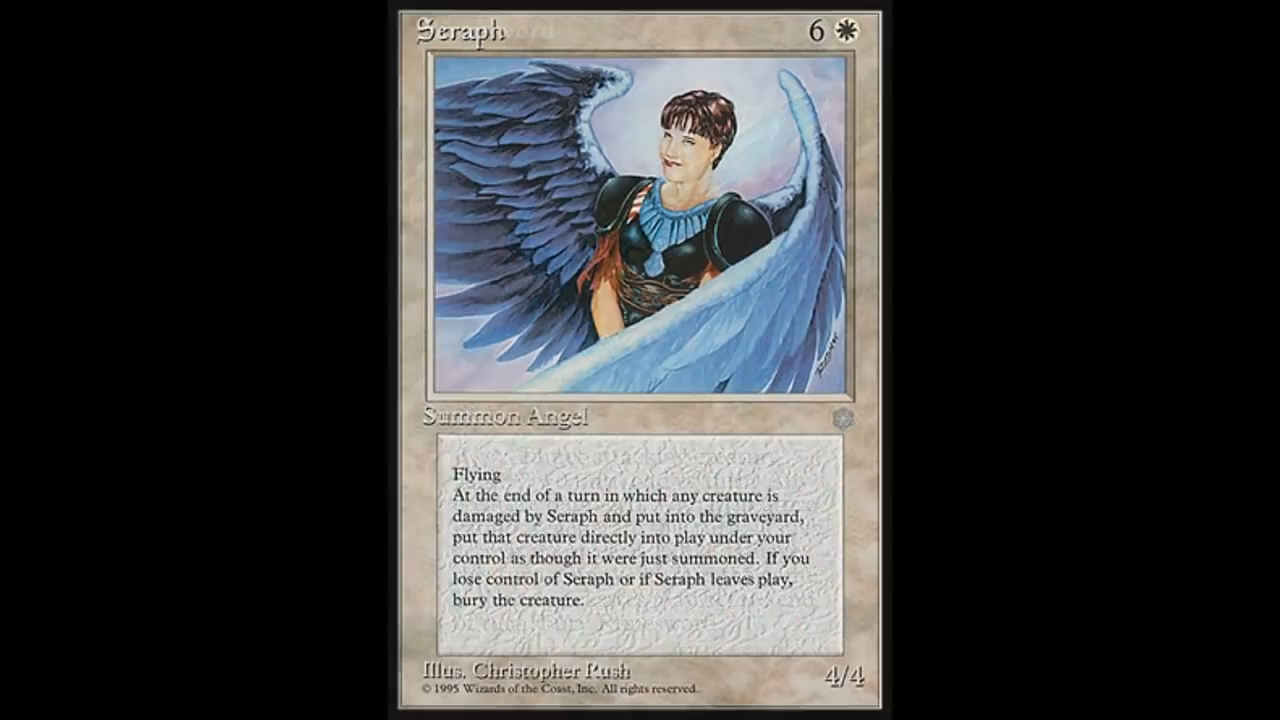 Seraph
6
Summon Angel
Flying
At the end of a turn in which any creature is
damaged by Seraph and put into the graveyard,
put that creature directly into play under your
control as though it were just summoned. If you
lose control of Seraph or if Seraph leaves play,
bury the creature.
Illus. Christopher Rush
4/4
© 1995 Wizards of the Coast, Inc. All rights reserved.